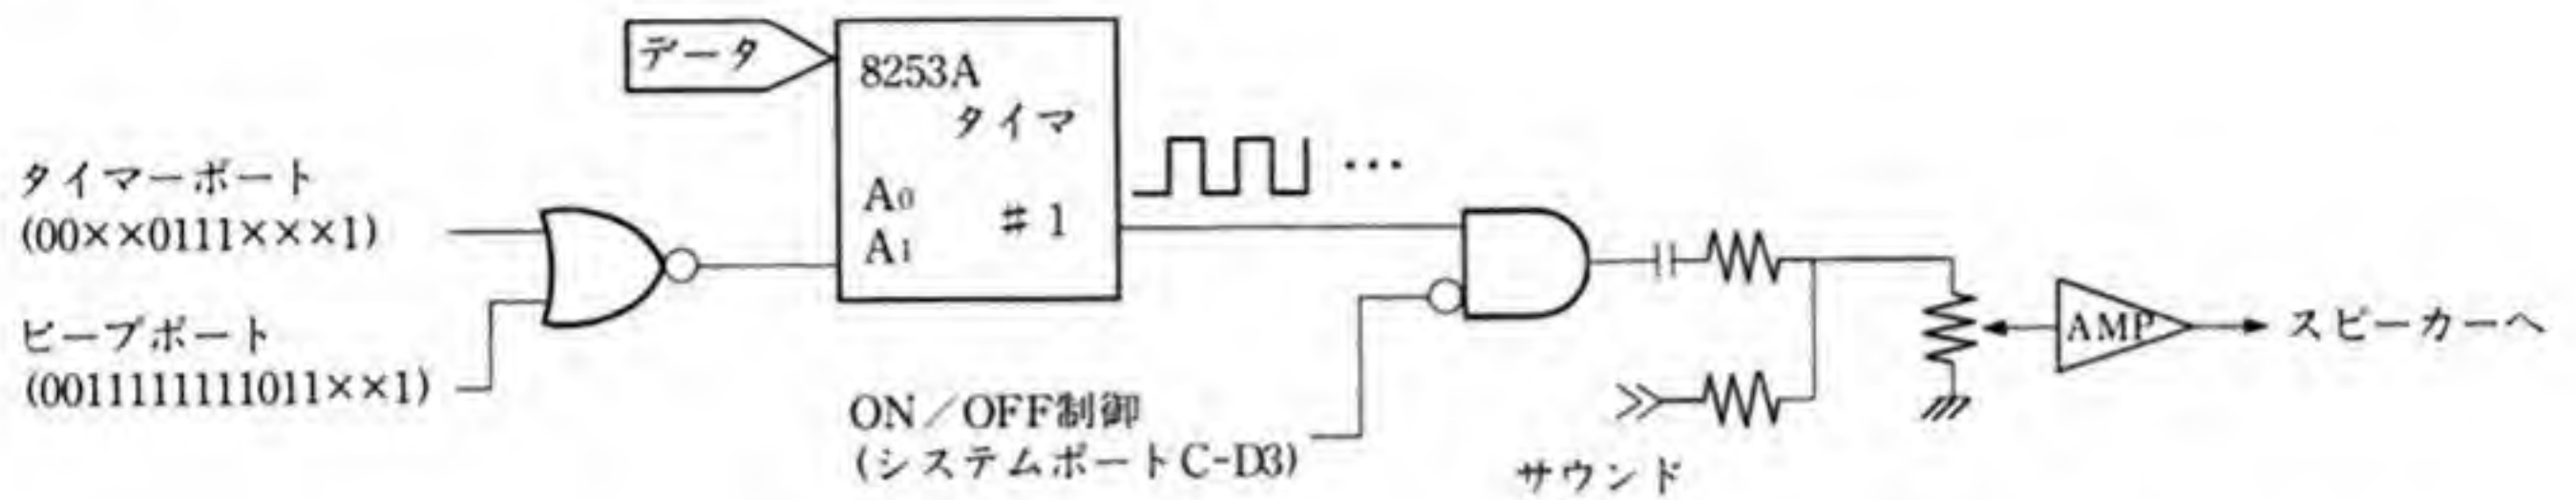 データ
8253A
タイマ
タイマーポート
(00××0111×××1)
A0
#1
A1
ビープポート
(0011111111011××1)
ON/OFF制御
(システムポートC-D3)
サウンド
AMP
スピーカーへ